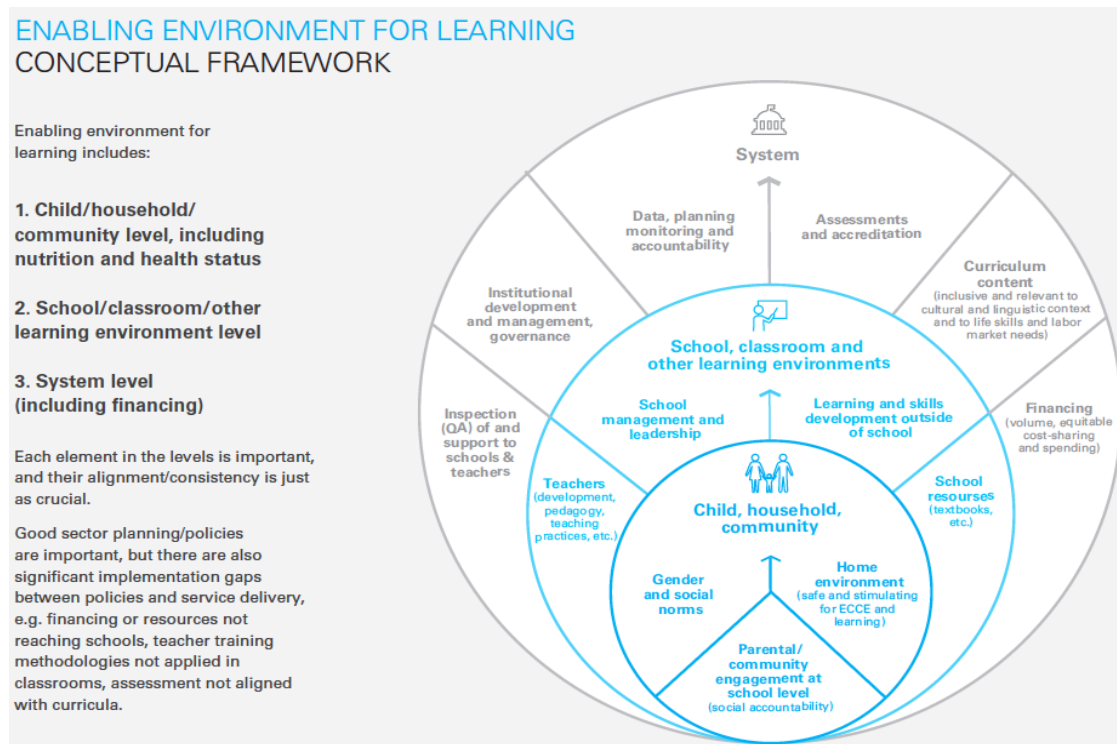 ENABLING ENVIRONMENT FOR LEARNING
CONCEPTUAL FRAMEWORK
Enabling environment for
learning includes:
1. Child/household/
community level, including
nutrition and health status
2. School/classroom/other
learning environment level
3. System level
(including financing)
Each element in the levels is important,
and their alignment/consistency is just
as crucial.
Good sector planning/policies
are important, but there are also
significant implementation gaps
between policies and service delivery,
e.g. financing or resources not
reaching schools, teacher training
methodologies not applied in
classrooms, assessment not aligned
with curricula.
System
Data, planning
monitoring and
accountability
Assessments
and accreditation
Institutional
development
and management,
governance
Curriculum
content
(inclusive and relevant to
cultural and linguistic context
and to life skills and labor
market needs)
Inspection
(QA) of and
support to
schools &
teachers
Financing
(volume, equitable
cost-sharing
and spending)
School, classroom and
other learning environments
School
management and
leadership
Learning and skills
development outside
of school
Teachers
(development,
pedagogy,
teaching
practices, etc.)
School
resourses
(textbooks,
etc.)
Child, household,
community
Gender
and social
norms
Home
environment
(safe and stimulating
for ECCE and
learning)
Parental/
community
engagement at
school level
(social accountability)